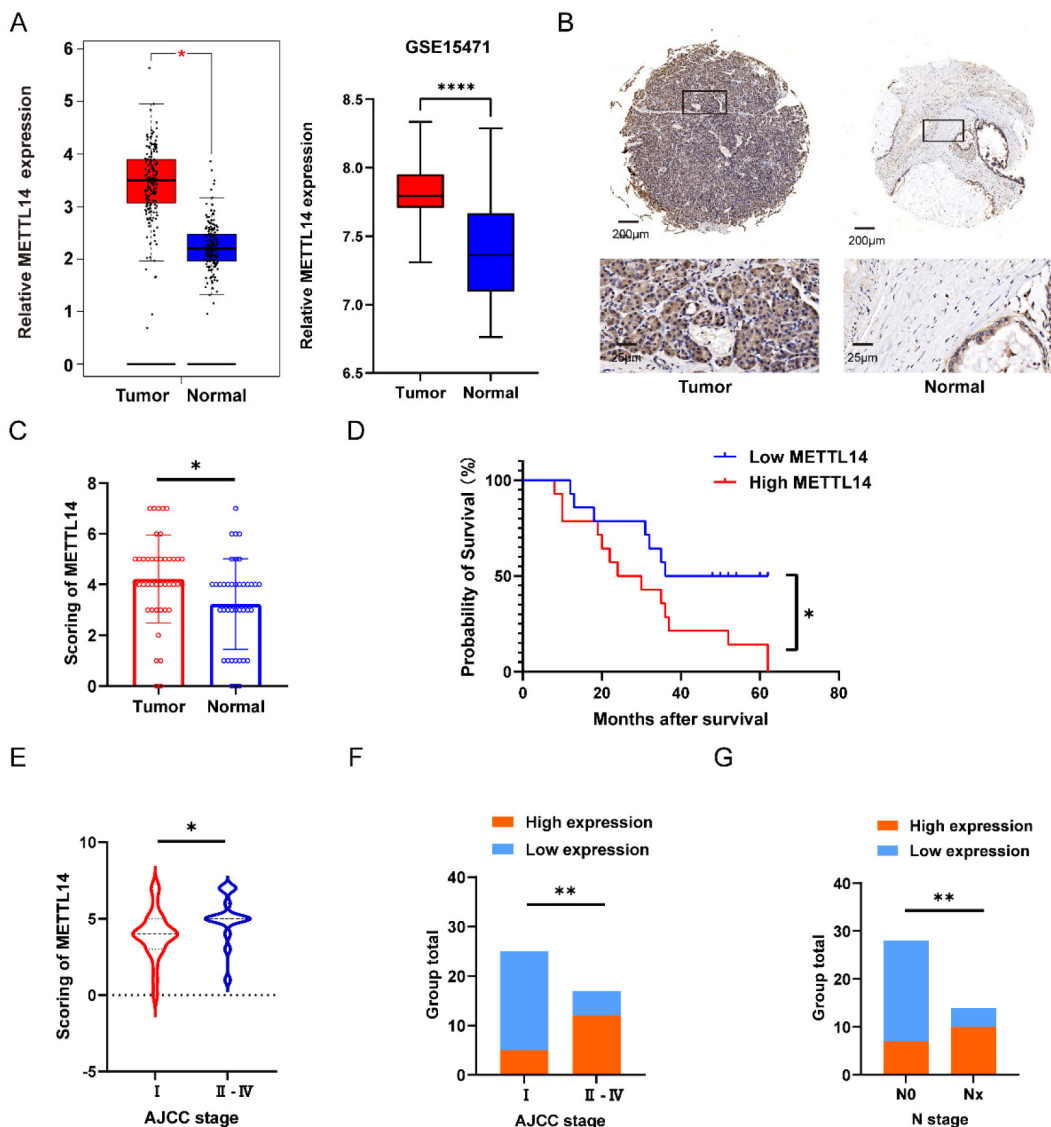 A
Relative METTL14 expression
6
5
4
3
2
1
0
*
Tumor Normal
GSE15471
Relative METTL14 expression
8.5
8.0
7.5
7.0
6.5
****
Tumor Normal
B
200μm
200μm
25μm
25μm
Tumor
Normal
C
Scoring of METTL14
8
6
4
2
0
*
Tumor Normal
D
Probability of Survival (%)
100
50
0
Low METTL14
High METTL14
*
0 20 40 60 80
Months after survival
E
Scoring of METTL14
10
5
0
-5
*
I II - IV
AJCC stage
F
High expression
Low expression
Group total
40
30
20
10
0
**
I II - IV
AJCC stage
G
High expression
Low expression
Group total
40
30
20
10
0
**
N0 Nx
N stage